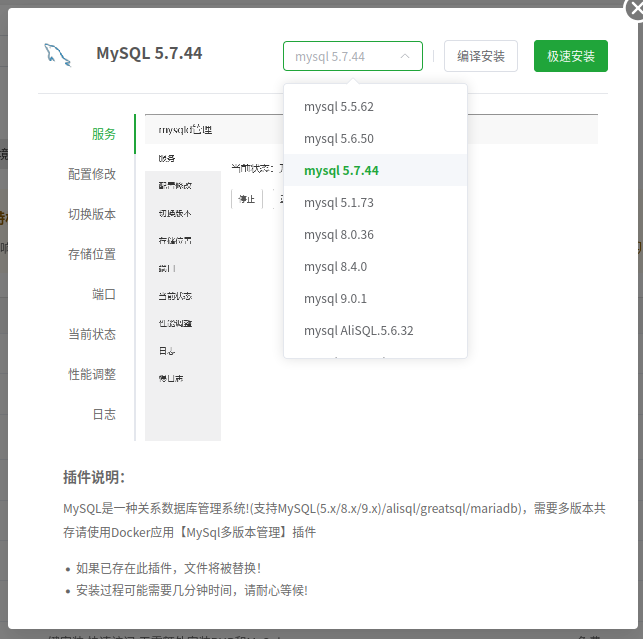 MySQL 5.7.44
mysql 5.7.44
编译安装
极速安装
mysql 5.5.62
mysql 5.6.50
mysql 5.7.44
mysql 5.1.73
mysql 8.0.36
mysql 8.4.0
mysql 9.0.1
mysql AliSQL.5.6.32
服务
配置修改
切换版本
存储位置
端口
当前状态
性能调整
日志
mysqld管理
服务
配置修改
切换版本
存储位置
端口
当前状态
性能调整
日志
慢日志
当前状态:
停止
插件说明：
MySQL是一种关系数据库管理系统!(支持MySQL(5.x/8.x/9.x)/alisql/greatsql/mariadb)，需要多版本共
存请使用Docker应用【MySql多版本管理】插件
• 如果已存在此插件，文件将被替换！
• 安装过程可能需要几分钟时间，请耐心等候!